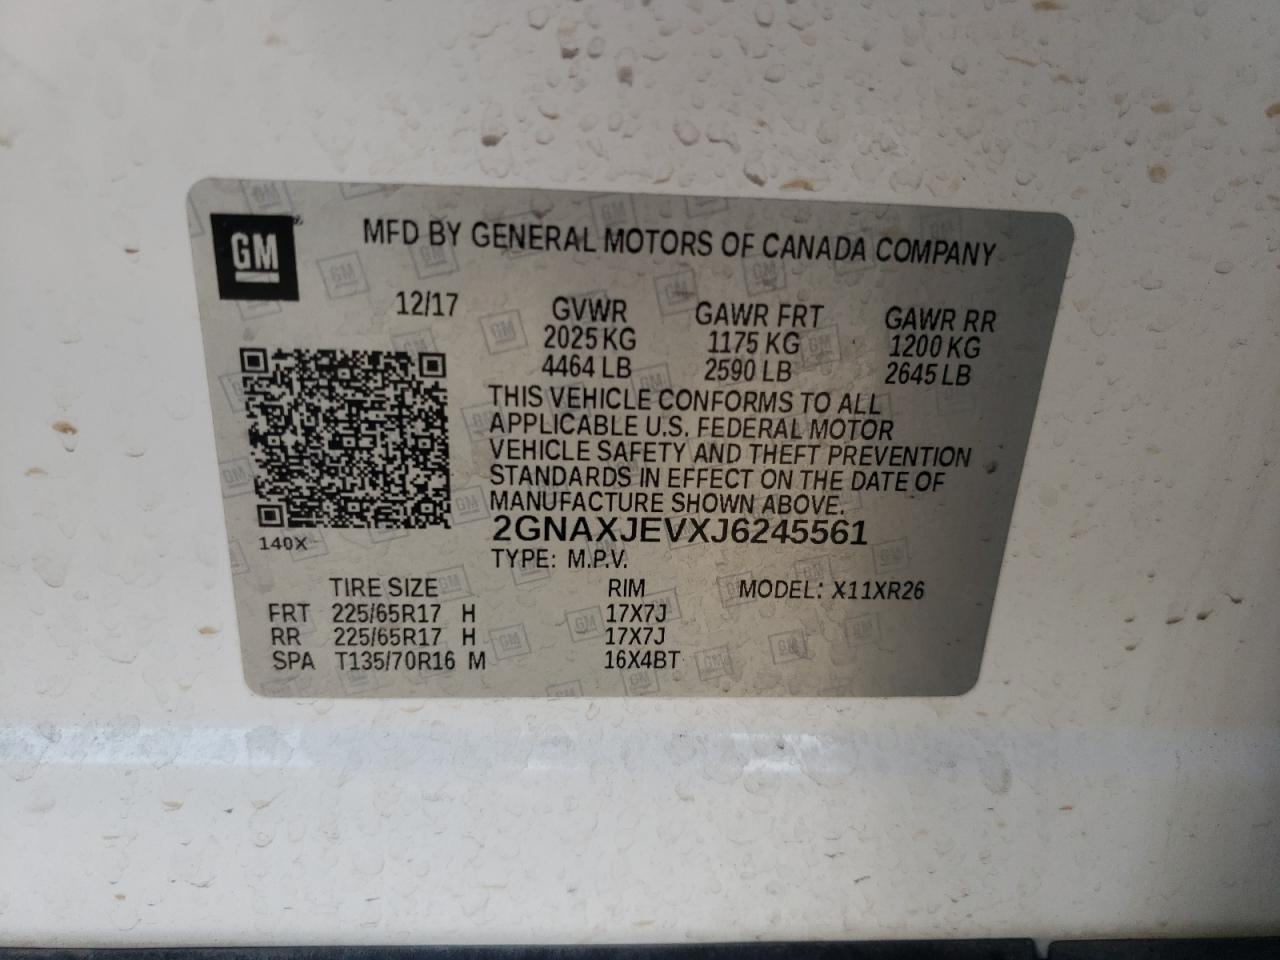 GM
MFD BY GENERAL MOTORS OF CANADA COMPANY
12/17 GVWR GAWR FRT GAWR RR
2025 KG 1175 KG 1200 KG
4464 LB 2590 LB 2645 LB
THIS VEHICLE CONFORMS TO ALL
APPLICABLE U.S. FEDERAL MOTOR
VEHICLE SAFETY AND THEFT PREVENTION
STANDARDS IN EFFECT ON THE DATE OF
MANUFACTURE SHOWN ABOVE.
2GNAXJEVXJ6245561
140X
TYPE: M.P.V.
TIRE SIZE RIM MODEL: X11XR26
FRT 225/65R17 H 17X7J
RR 225/65R17 H 17X7J
SPA T135/70R16 M 16X4BT